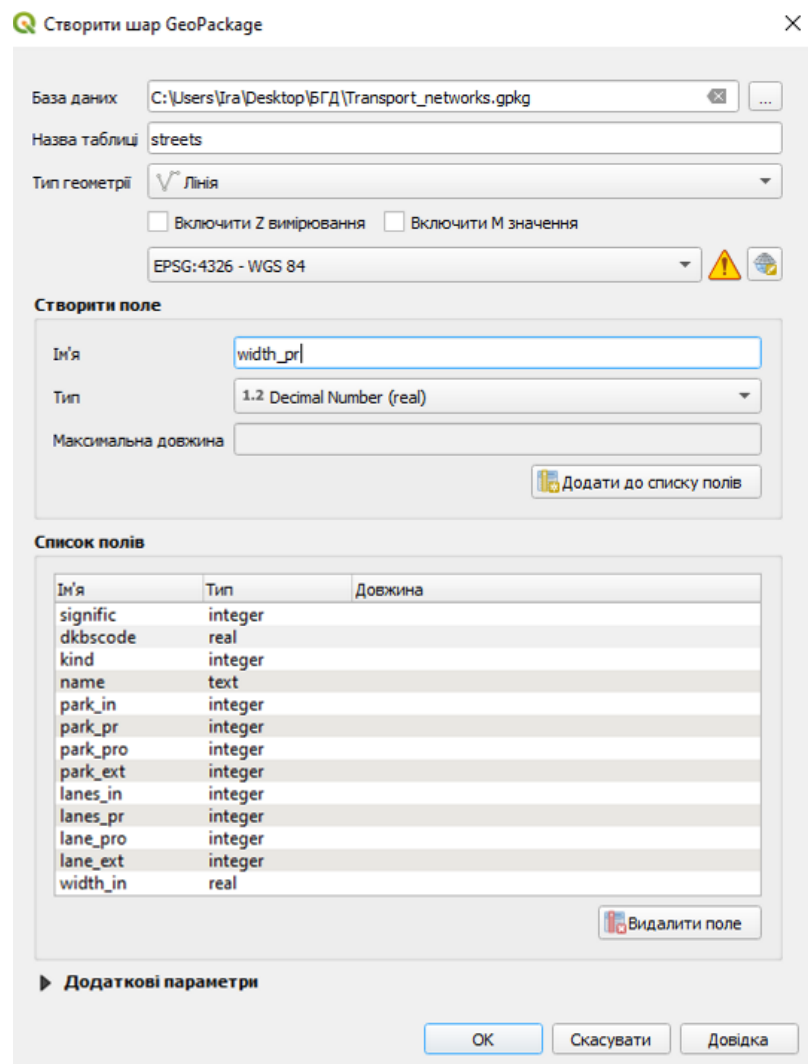 Створити шар GeoPackage
База даних C:\Users\Ira\Desktop\БГД\Transport_networks.gpkg ...
Назва таблиці streets
Тип геометрії Лінія
Включити Z вимірювання Включити M значення
EPSG:4326 - WGS 84
Створити поле
Ім'я width_pr
Тип 1.2 Decimal Number (real)
Максимальна довжина
Додати до списку полів
Список полів
Ім'я Тип Довжина
signific integer
dkbscode real
kind integer
name text
park_in integer
park_pr integer
park_pro integer
park_ext integer
lanes_in integer
lanes_pr integer
lane_pro integer
lane_ext integer
width_in real
Видалити поле
Додаткові параметри
OK Скасувати Довідка